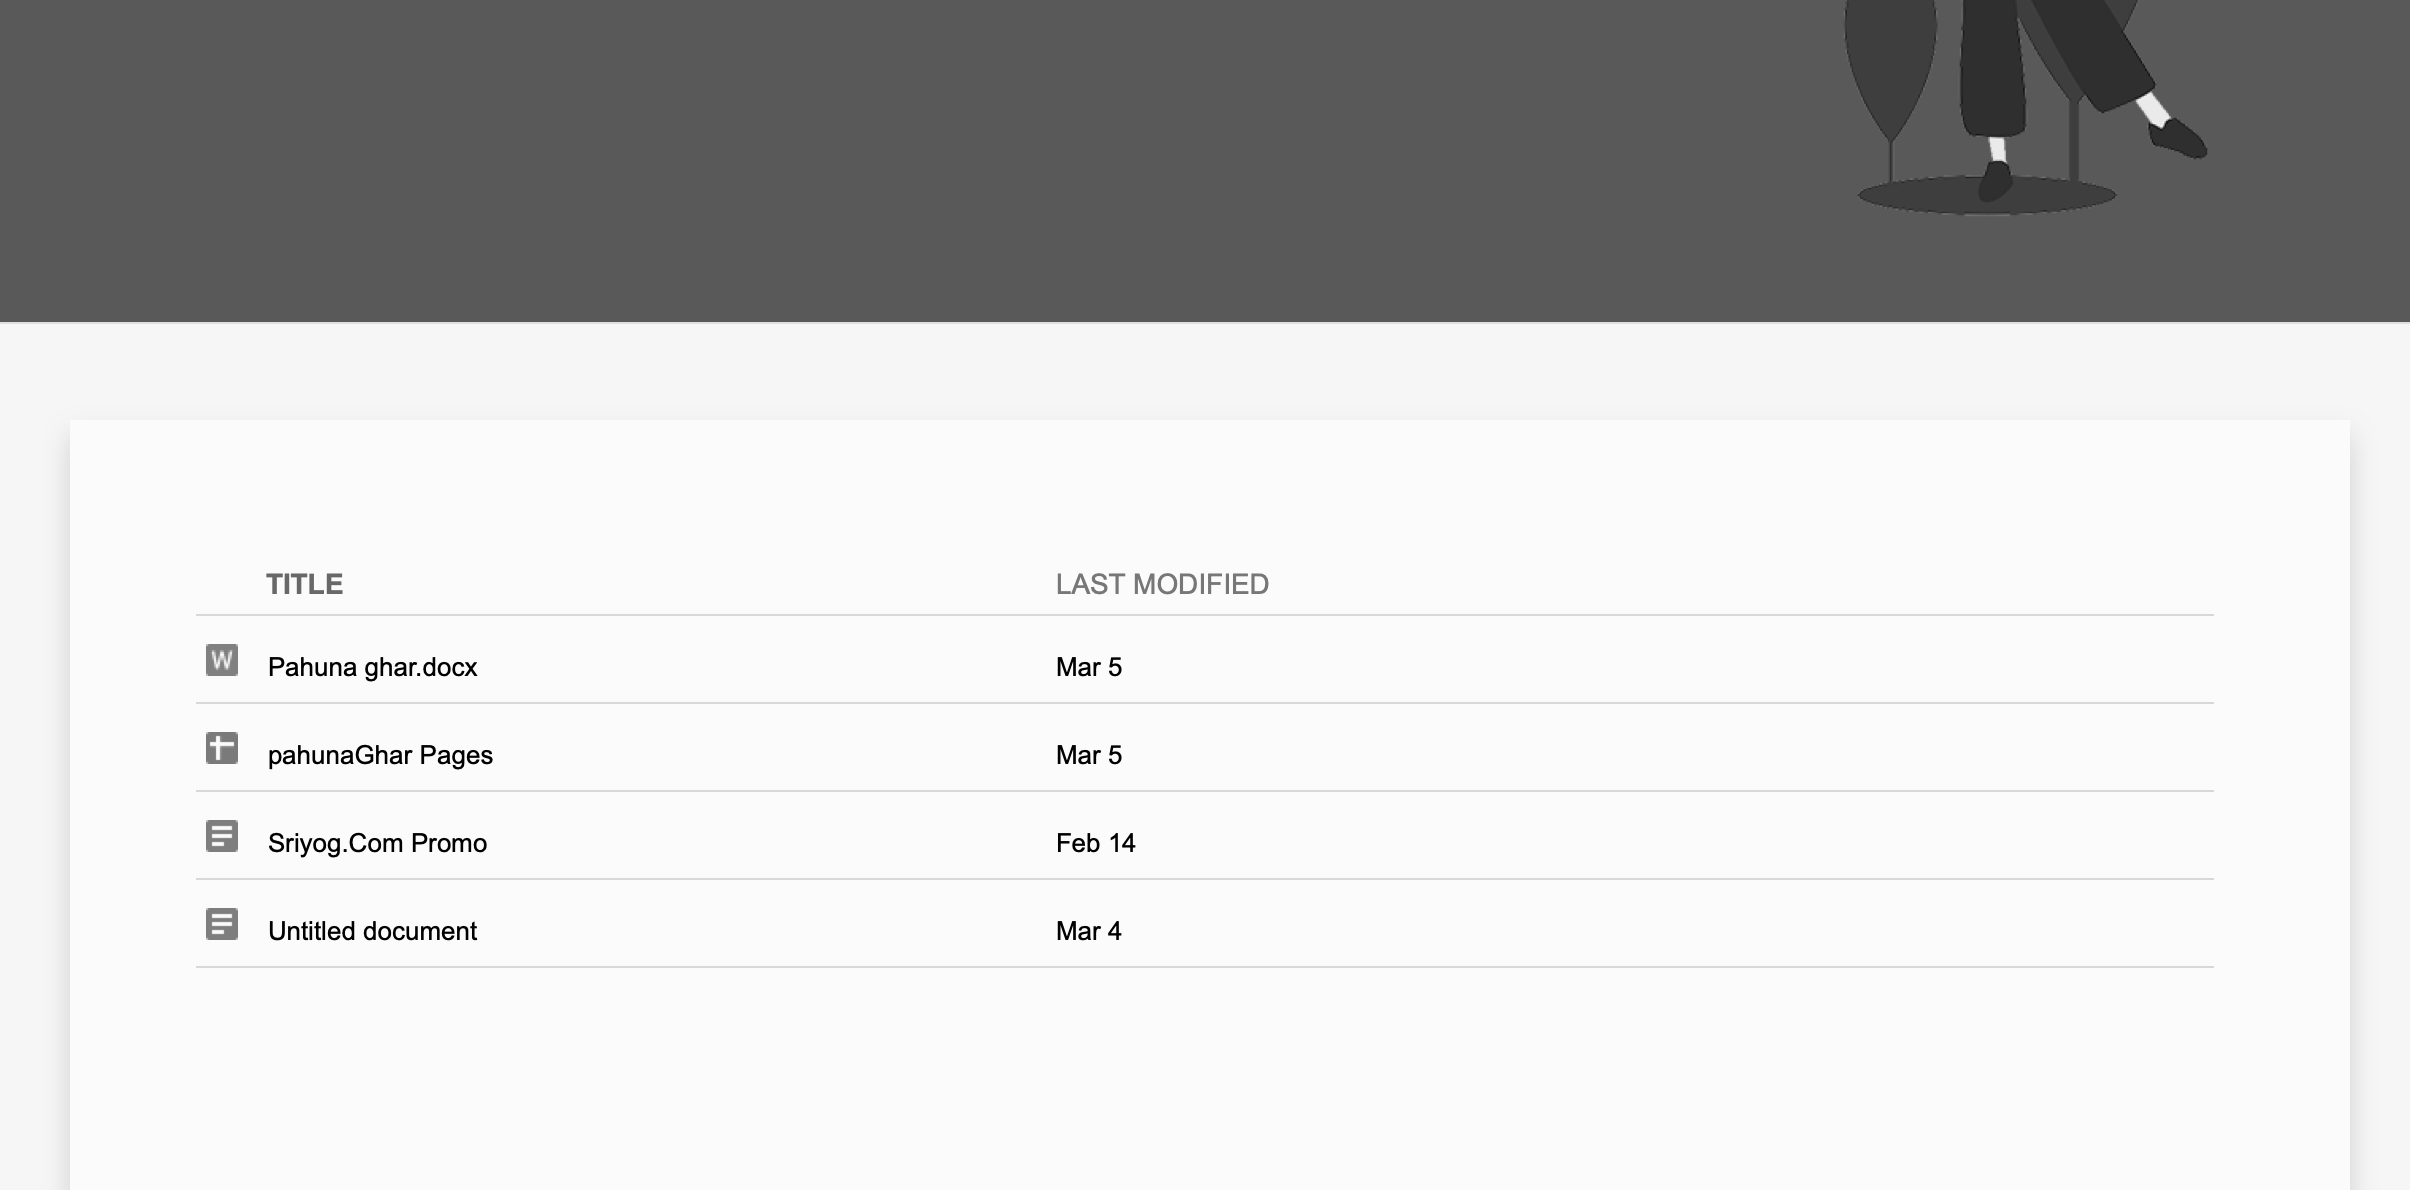 TITLE LAST MODIFIED
W Pahuna ghar.docx Mar 5
pahunaGhar Pages Mar 5
Sriyog.Com Promo Feb 14
Untitled document Mar 4